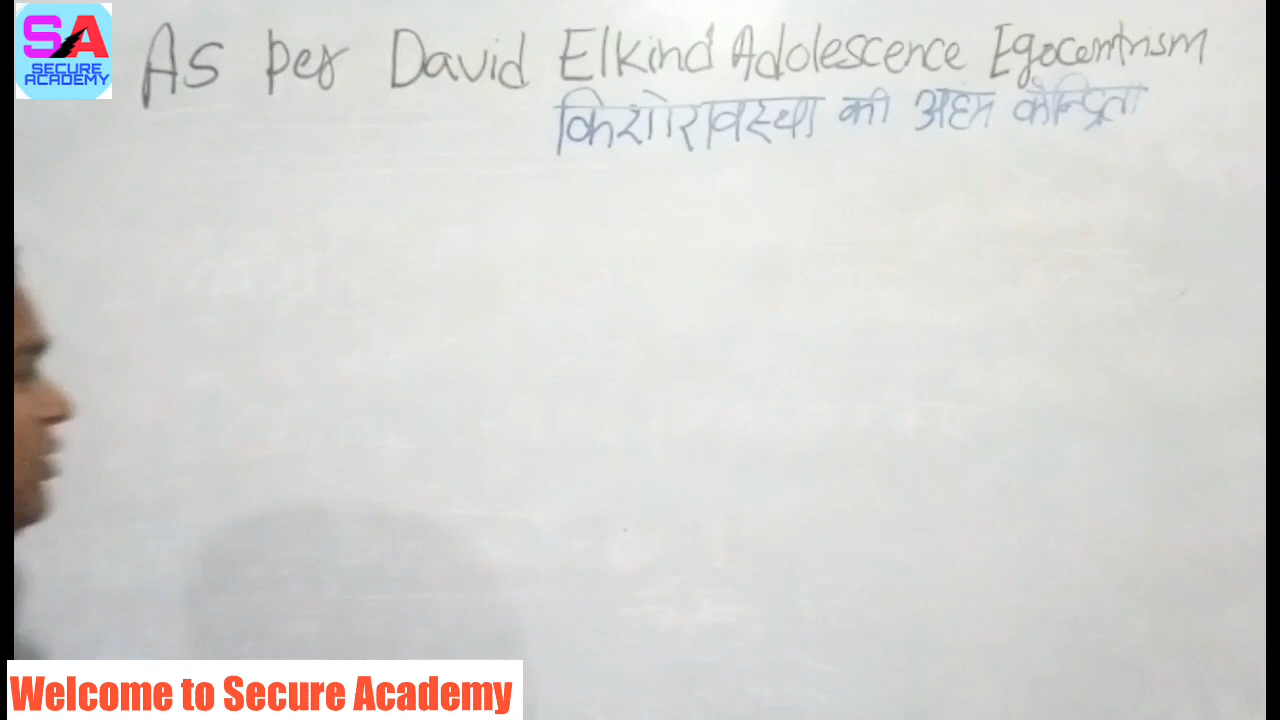 SA
SECURE
ACADEMY
As per David Elkind Adolescence Egocentrism
किशोरावस्था की अहम केन्द्रिता
Welcome to Secure Academy